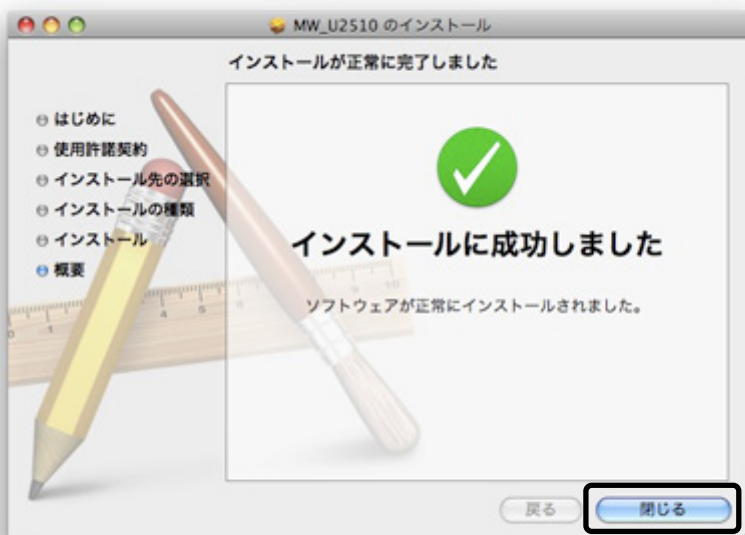 MW_U2510 のインストール
インストールが正常に完了しました
はじめに
使用許諾契約
インストール先の選択
インストールの種類
インストール
概要
インストールに成功しました
ソフトウェアが正常にインストールされました。
戻る
閉じる